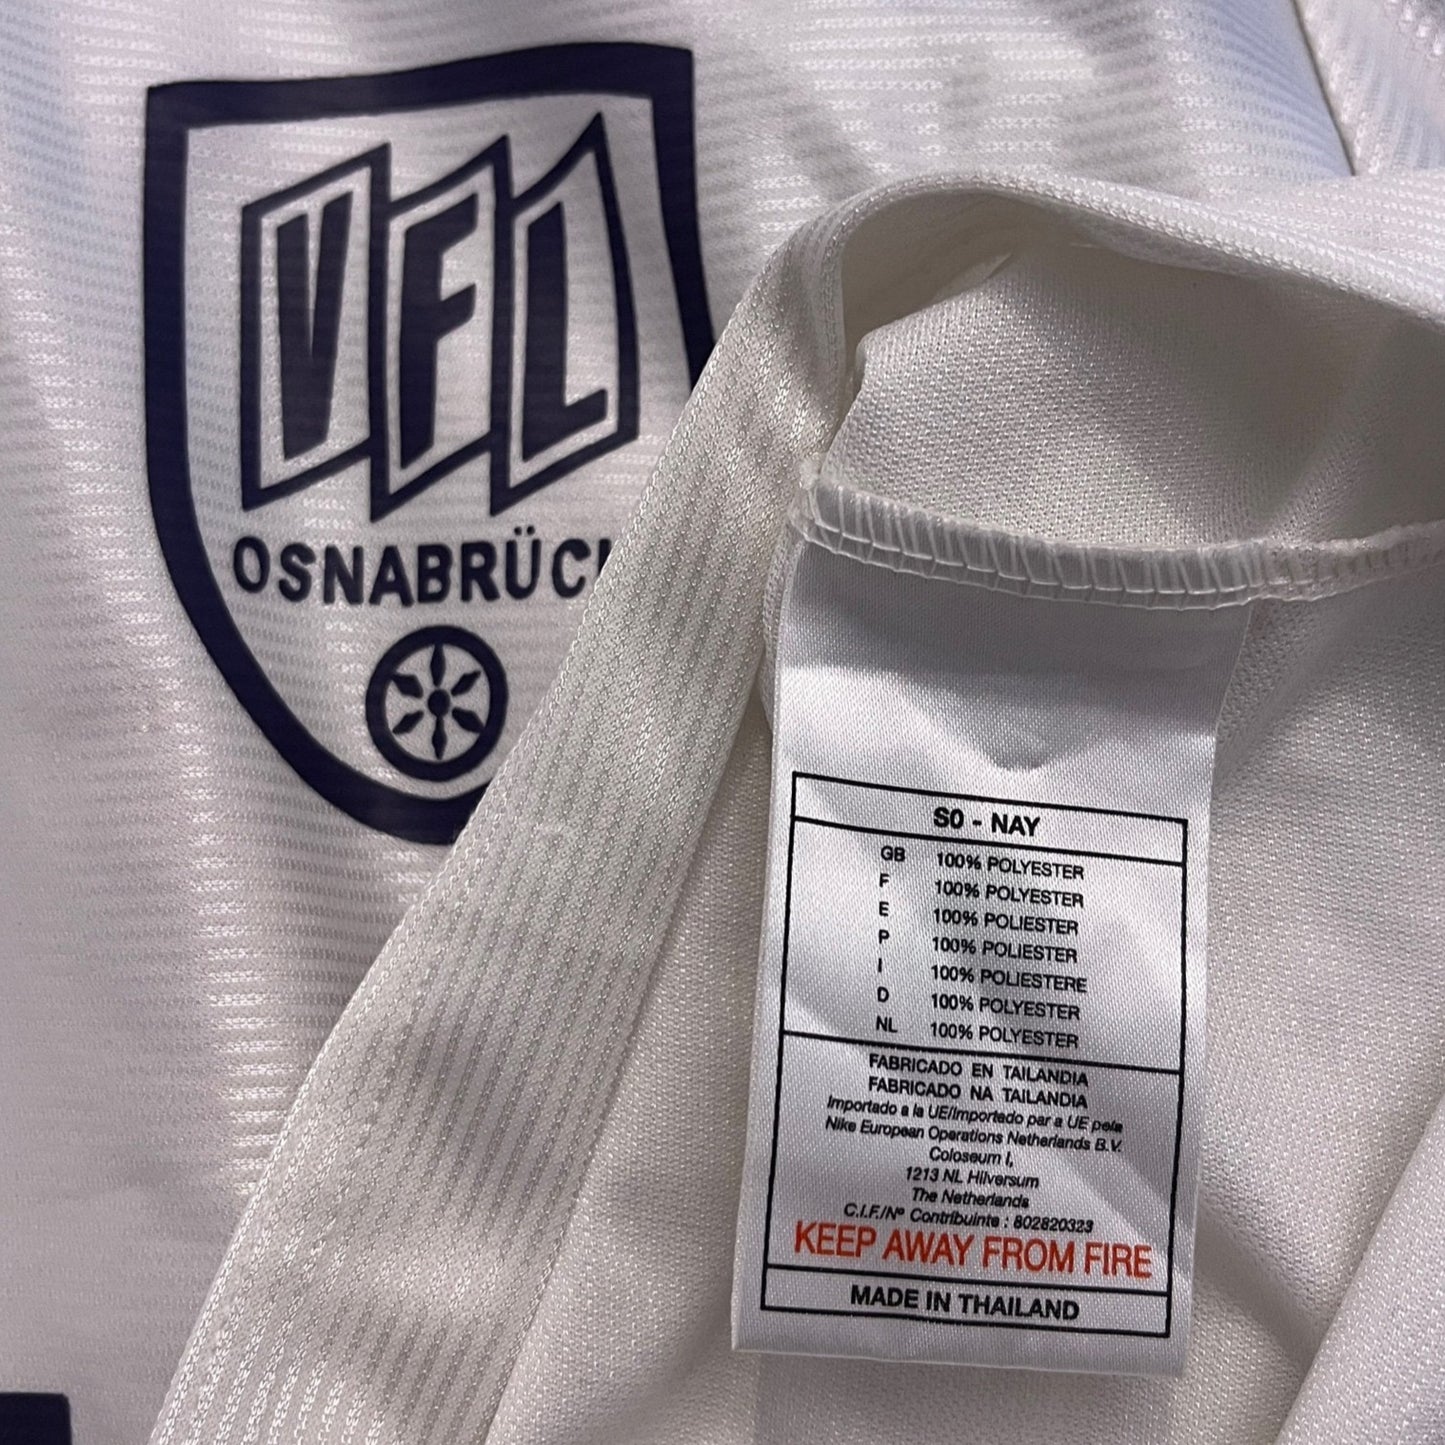 VFL
OSNABRÜC
S0 - NAY
GB 100% POLYESTER
F 100% POLYESTER
E 100% POLIESTER
P 100% POLIESTER
I 100% POLIESTERE
D 100% POLYESTER
NL 100% POLYESTER
FABRICADO EN TAILANDIA
FABRICADO NA TAILANDIA
Importado a la UE/Importado par a UE pela
Nike European Operations Netherlands B.V.
Coloseum I,
1213 NL Hilversum
The Netherlands
C.I.F./Nº Contribuinte : 802820323
KEEP AWAY FROM FIRE
MADE IN THAILAND